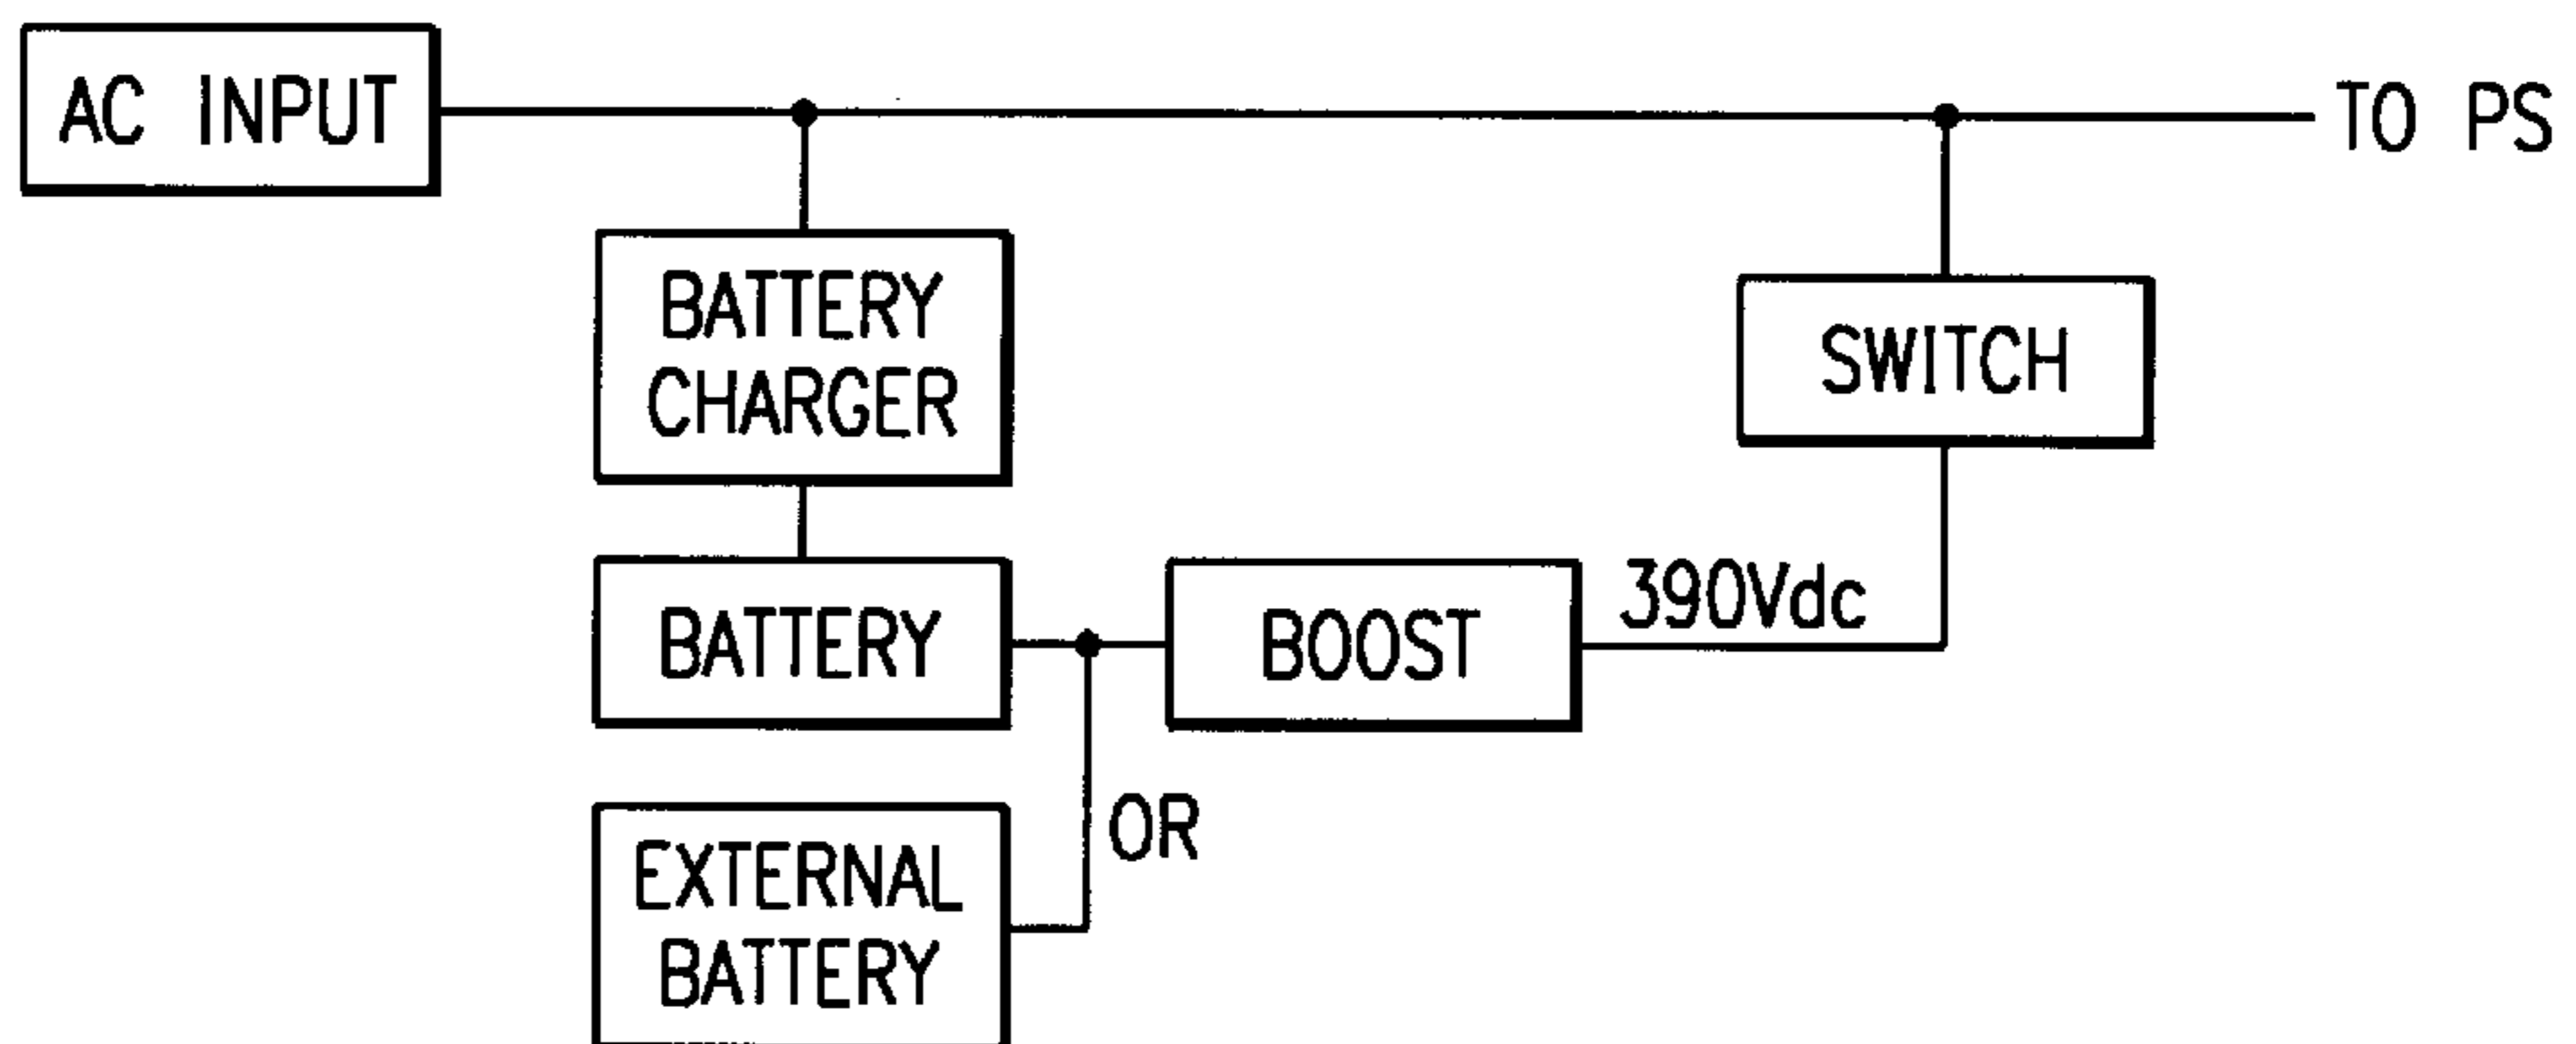 AC INPUT
TO PS
BATTERY
CHARGER
SWITCH
BATTERY
BOOST
390Vdc
OR
EXTERNAL
BATTERY